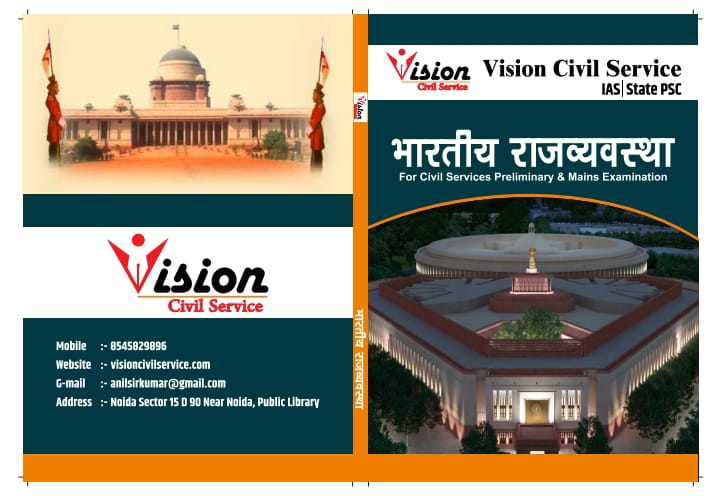 Vision
Civil Service
Mobile :- 8545829896
Website :- visioncivilservice.com
G-mail :- anilsirkumar@gmail.com
Address :- Noida Sector 15 D 90 Near Noida, Public Library
Vision
भारतीय राजव्यवस्था
Vision
Civil Service
Vision Civil Service
IAS|State PSC
भारतीय राजव्यवस्था
For Civil Services Preliminary & Mains Examination